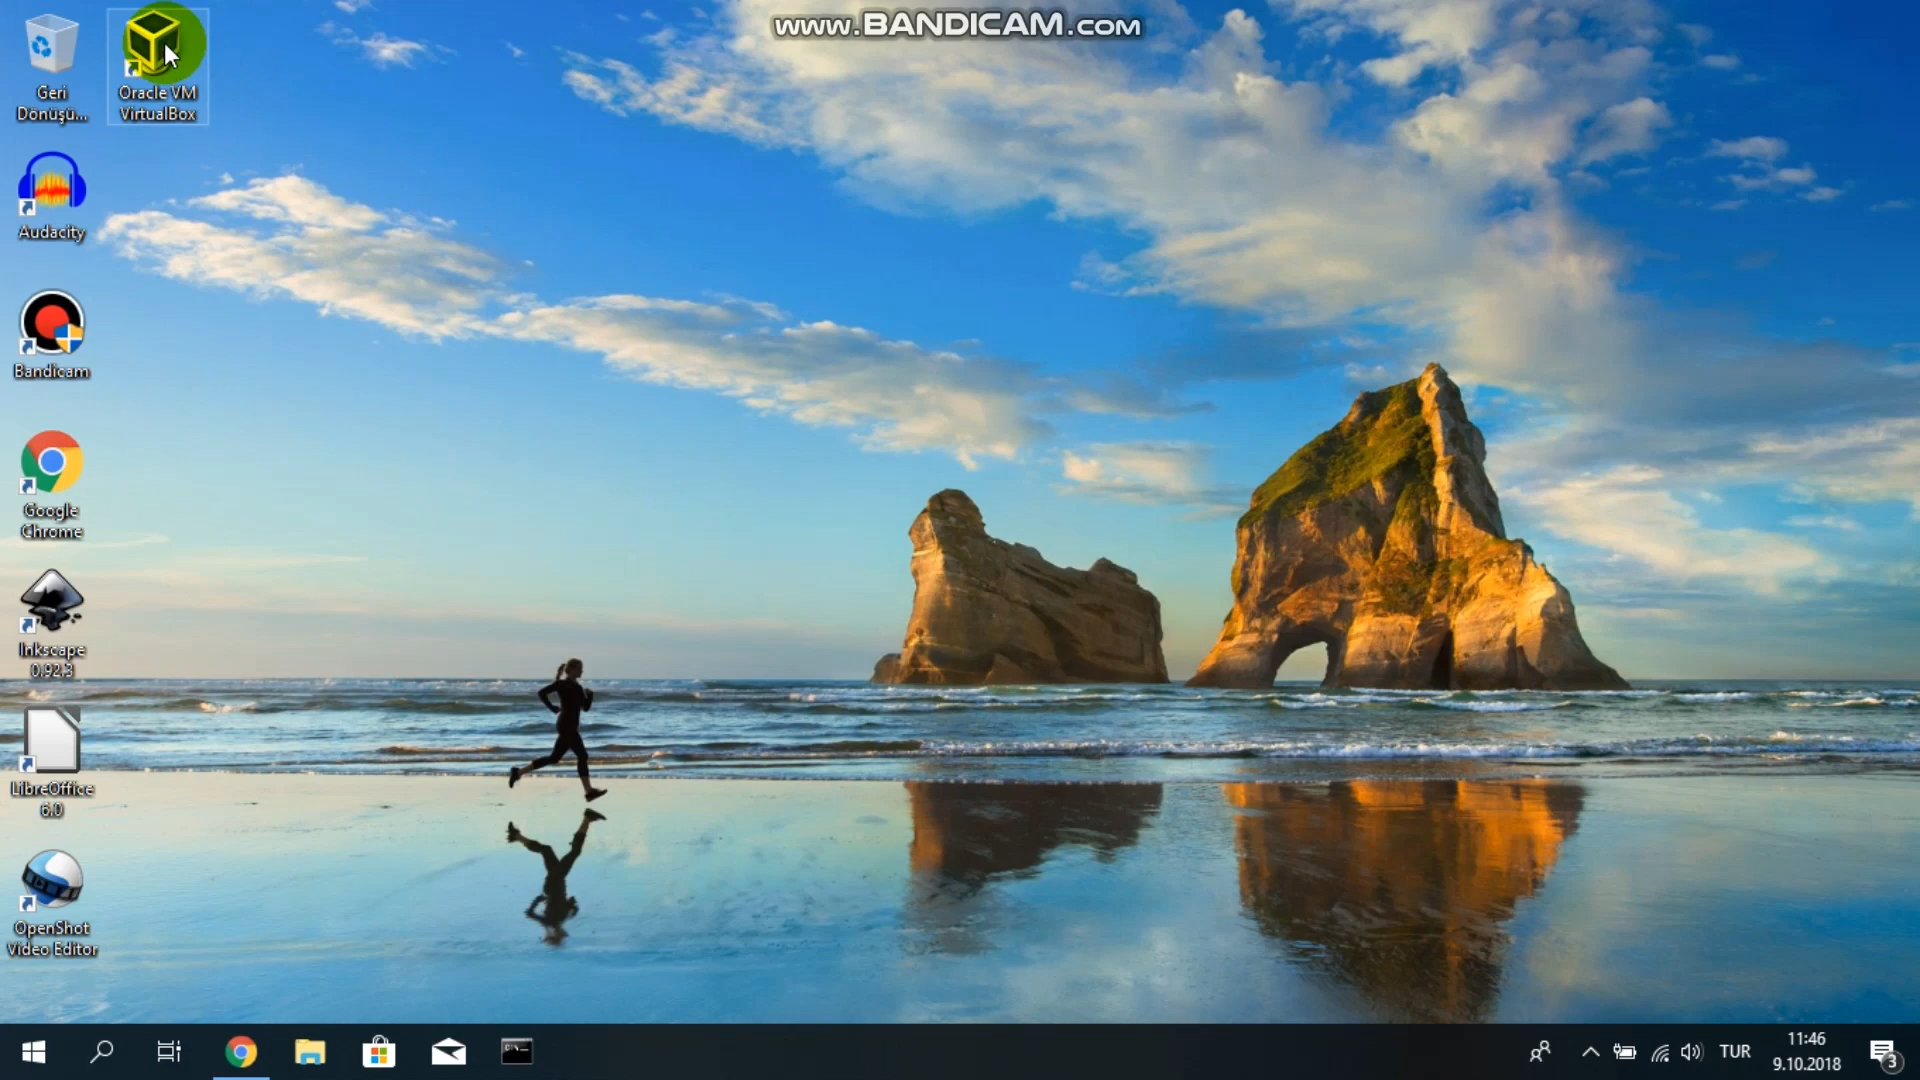 www.BANDICAM.com
Geri
Dönüşü...
Oracle VM
VirtualBox
Audacity
Bandicam
Google
Chrome
Inkscape
0.92.3
LibreOffice
6.0
OpenShot
Video Editor
TUR
11:46
9.10.2018
3